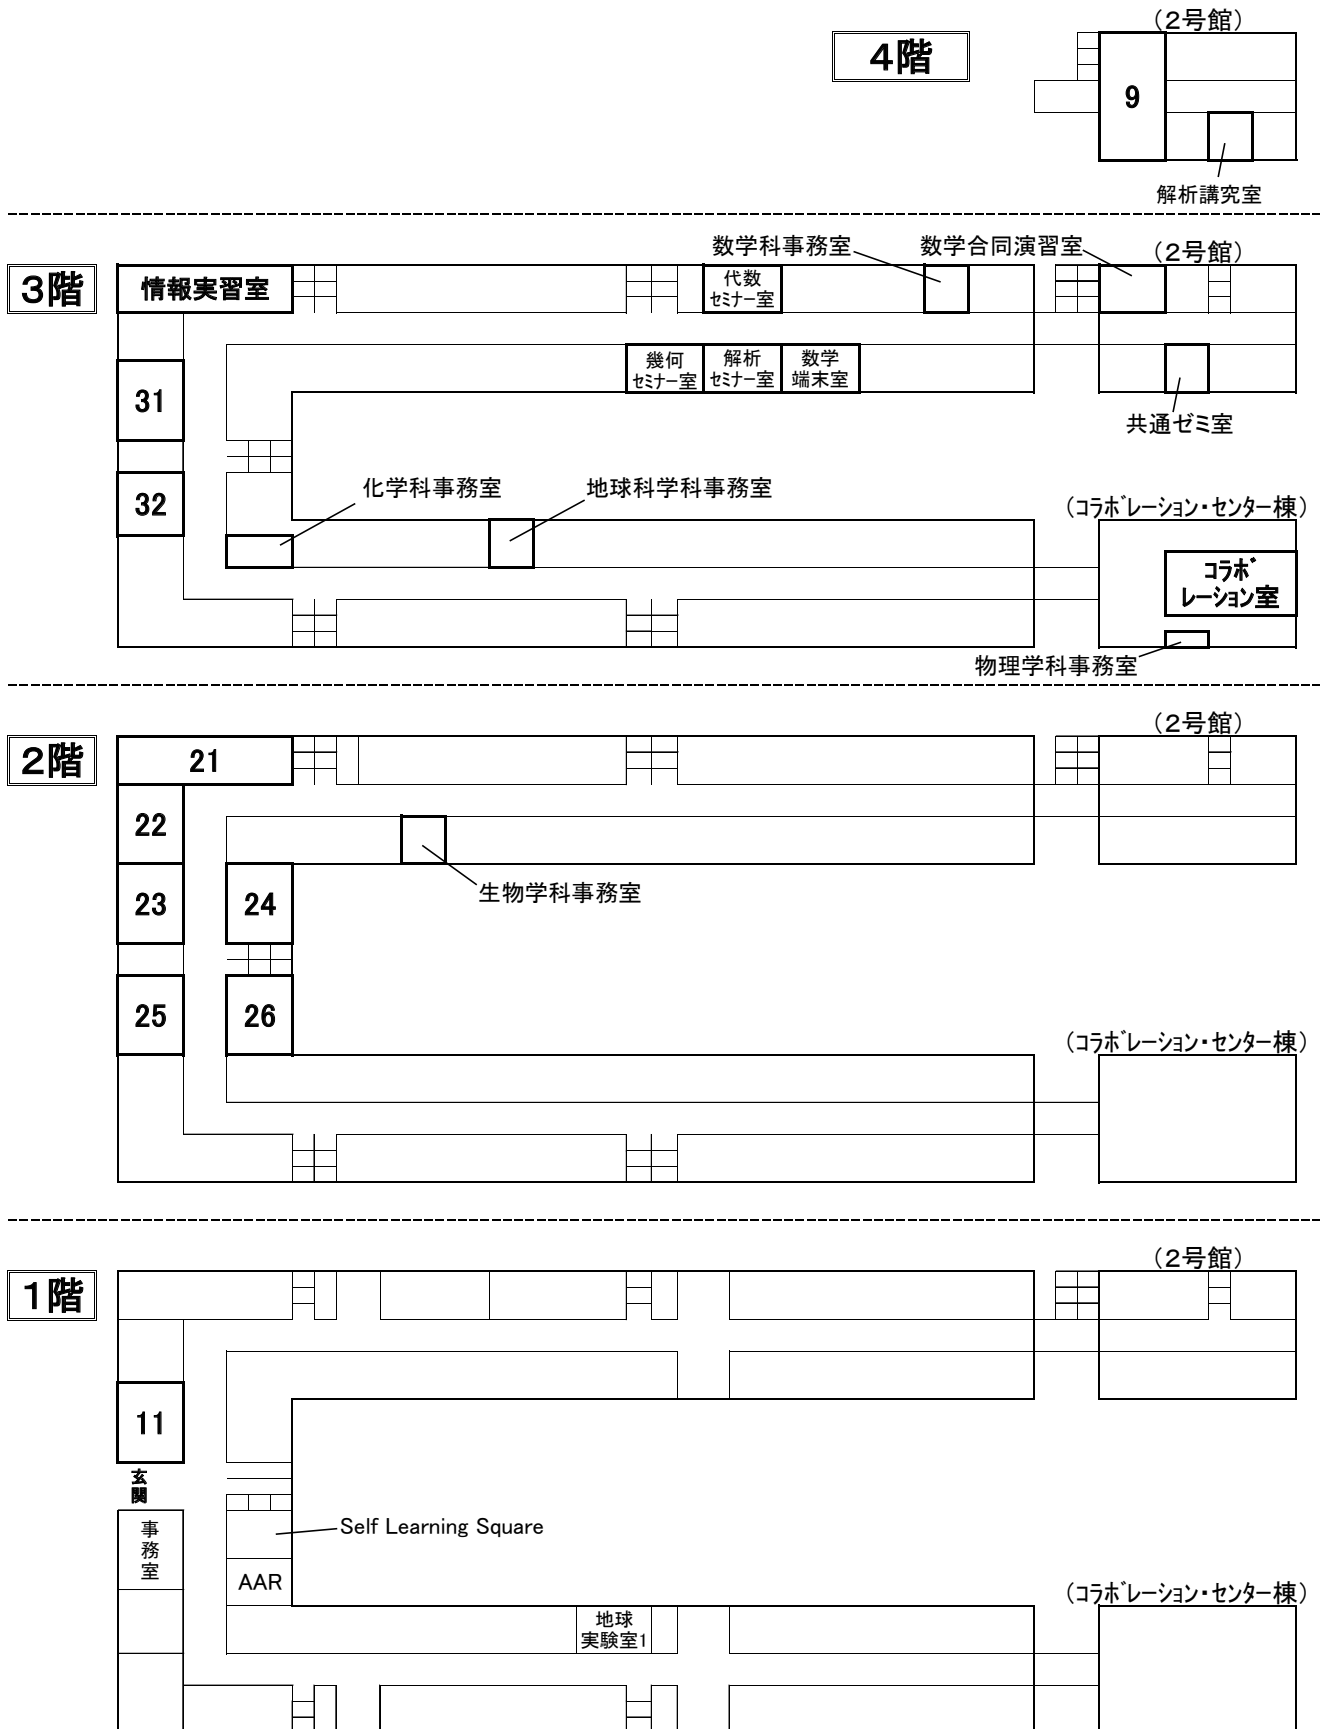 （２号館）
４階
9
解析講究室
数学科事務室
数学合同演習室
（２号館）
３階
情報実習室
代数
ｾﾐﾅｰ室
幾何
ｾﾐﾅｰ室
解析
ｾﾐﾅｰ室
数学
端末室
31
共通ゼミ室
32
化学科事務室
地球科学科事務室
（ｺﾗﾎﾞﾚｰｼｮﾝ･ｾﾝﾀｰ棟）
ｺﾗﾎﾞ
ﾚｰｼｮﾝ室
物理学科事務室
（２号館）
２階
21
22
生物学科事務室
23
24
25
26
（ｺﾗﾎﾞﾚｰｼｮﾝ･ｾﾝﾀｰ棟）
（２号館）
１階
11
玄
関
事
務
室
Self Learning Square
AAR
（ｺﾗﾎﾞﾚｰｼｮﾝ･ｾﾝﾀｰ棟）
地球
実験室1